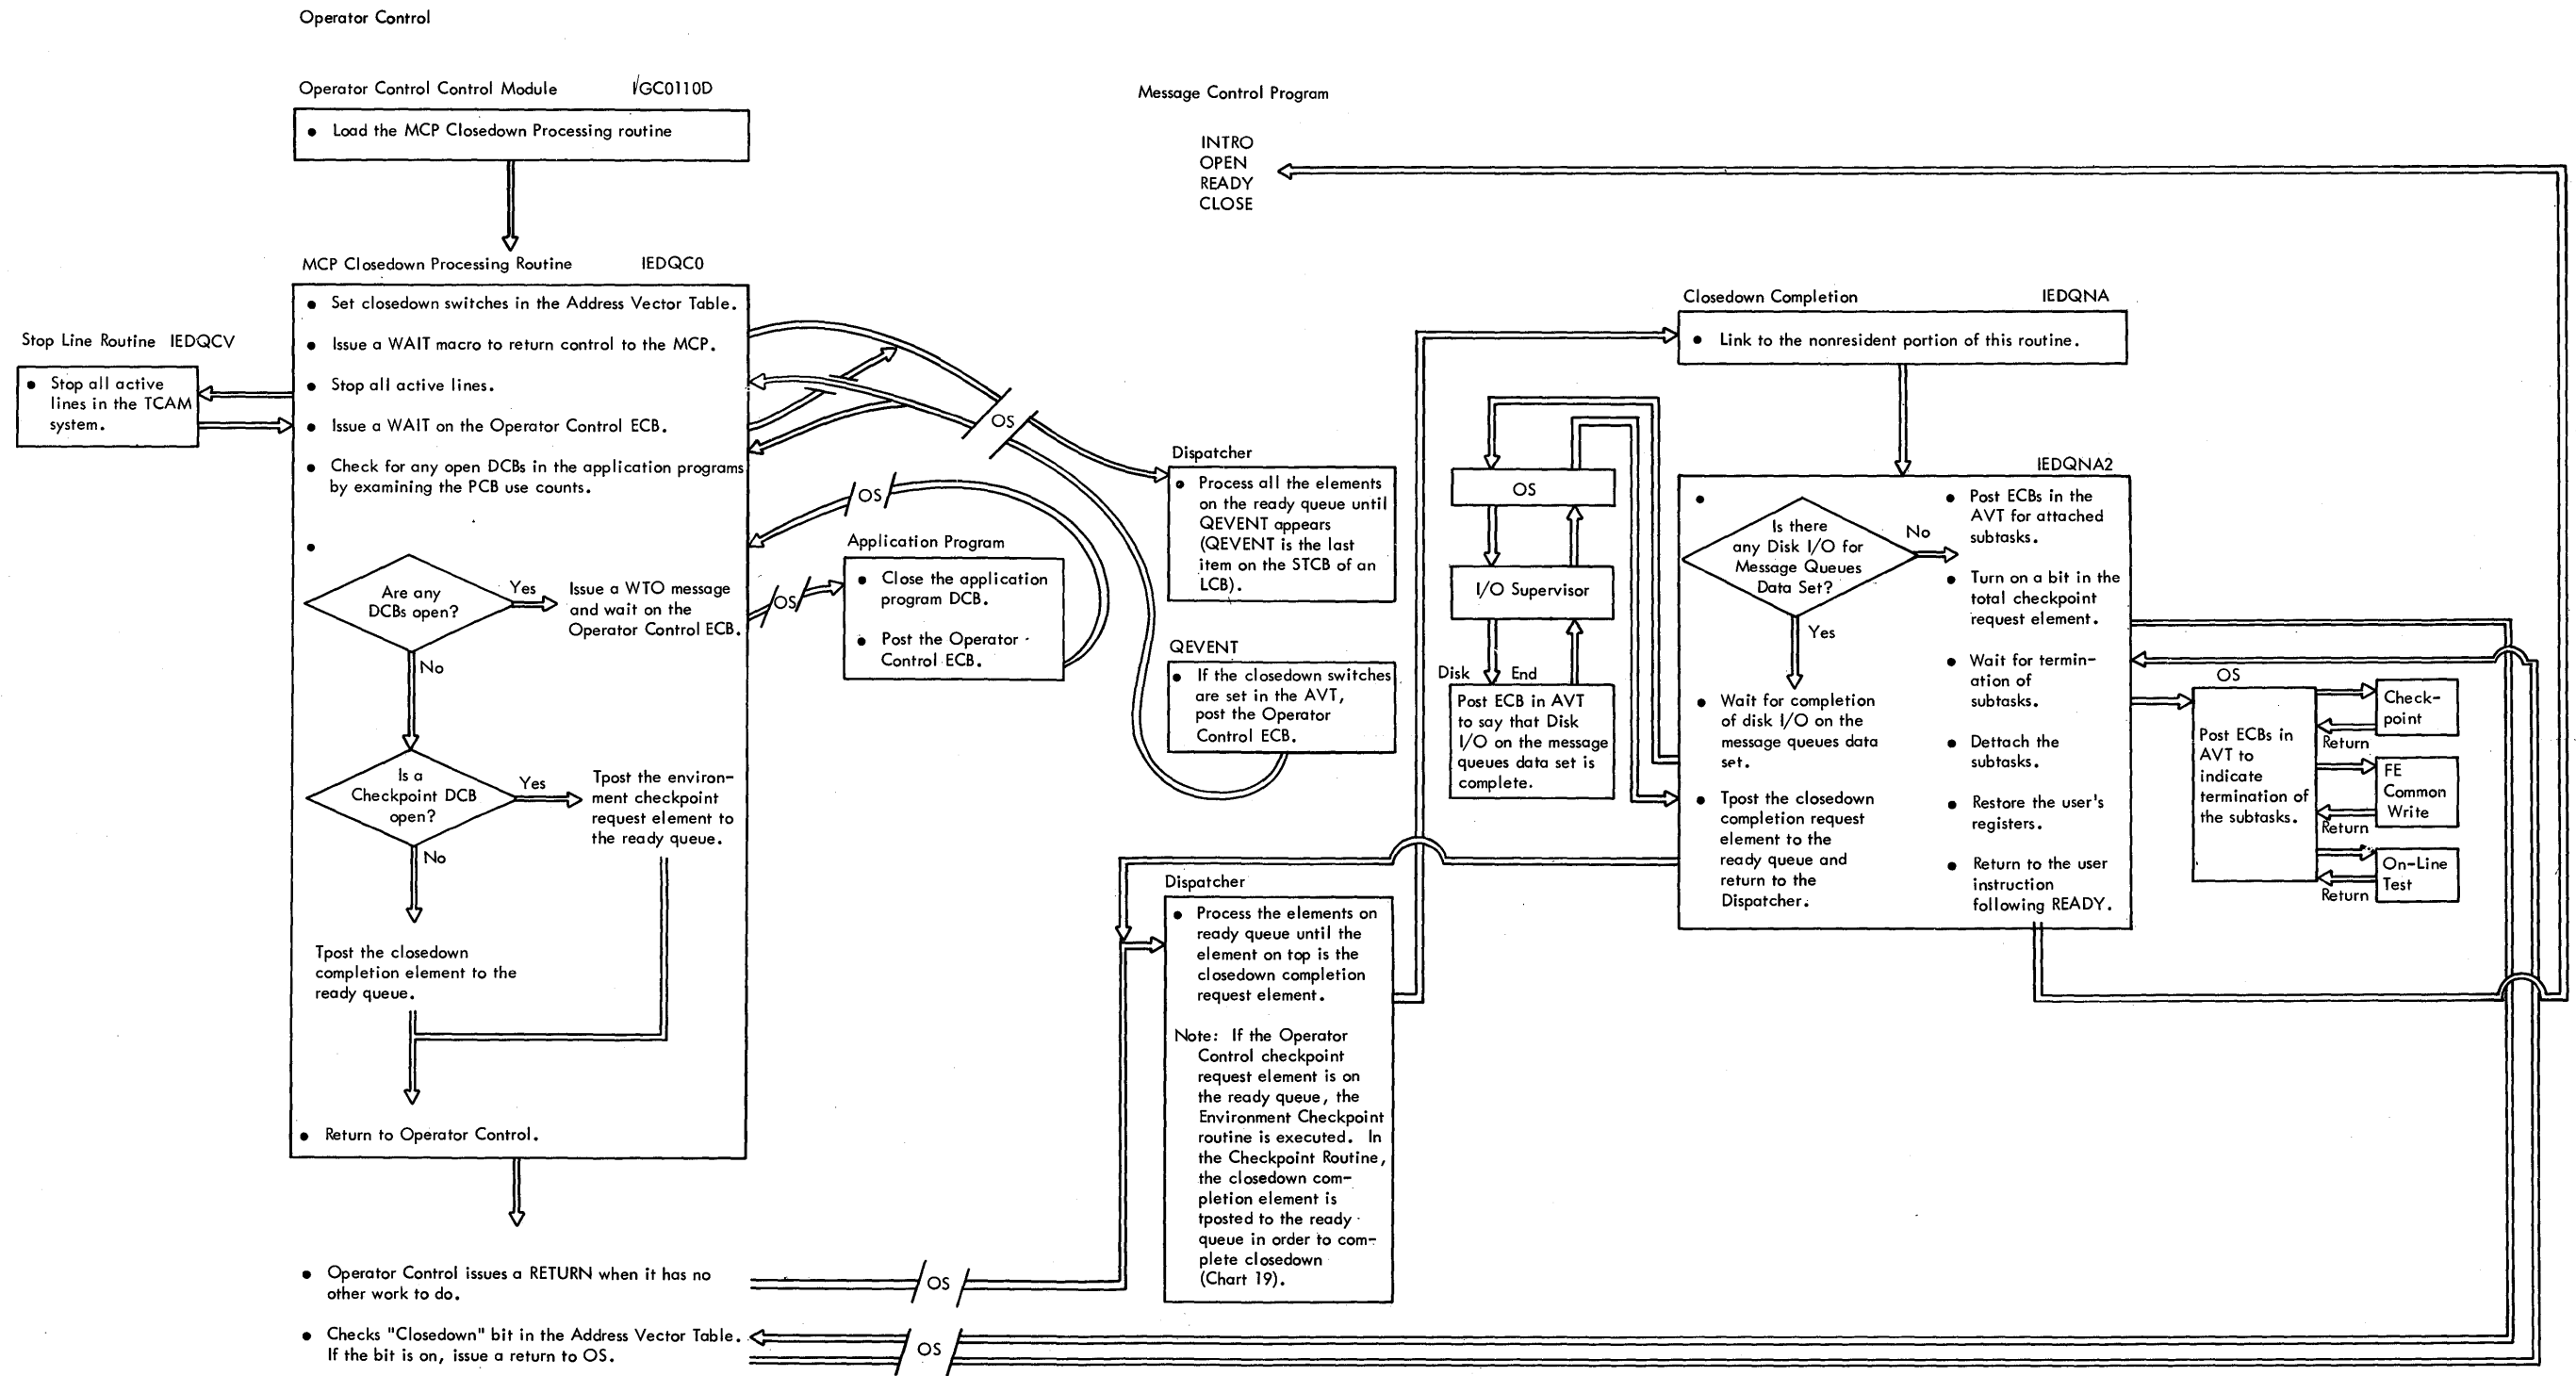 Operator Control
Operator Control Control Module IGC0110D
• Load the MCP Closedown Processing routine
MCP Closedown Processing Routine IEDQC0
• Set closedown switches in the Address Vector Table.
• Issue a WAIT macro to return control to the MCP.
• Stop all active lines.
• Issue a WAIT on the Operator Control ECB.
• Check for any open DCBs in the application programs
by examining the PCB use counts.
•
Are any
DCBs open?
Yes
Issue a WTO message
and wait on the
Operator Control ECB.
No
Is a
Checkpoint DCB
open?
Yes
Tpost the environ-
ment checkpoint
request element to
the ready queue.
No
Tpost the closedown
completion element to the
ready queue.
• Return to Operator Control.
• Operator Control issues a RETURN when it has no
other work to do.
• Checks "Closedown" bit in the Address Vector Table.
If the bit is on, issue a return to OS.
Stop Line Routine IEDQCV
• Stop all active
lines in the TCAM
system.
OS
OS
OS
OS
OS
Application Program
• Close the application
program DCB.
• Post the Operator
Control ECB.
Message Control Program
INTRO
OPEN
READY
CLOSE
Dispatcher
• Process all the elements
on the ready queue until
QEVENT appears
(QEVENT is the last
item on the STCB of an
LCB).
QEVENT
• If the closedown switches
are set in the AVT,
post the Operator
Control ECB.
Dispatcher
• Process the elements on
ready queue until the
element on top is the
closedown completion
request element.
Note: If the Operator
Control checkpoint
request element is on
the ready queue, the
Environment Checkpoint
routine is executed. In
the Checkpoint Routine,
the closedown com-
pletion element is
tposted to the ready
queue in order to com-
plete closedown
(Chart 19).
OS
I/O Supervisor
Disk End
Post ECB in AVT
to say that Disk
I/O on the message
queues data set is
complete.
Closedown Completion IEDQNA
• Link to the nonresident portion of this routine.
IEDQNA2
•
Is there
any Disk I/O for
Message Queues
Data Set?
No
Yes
• Wait for completion
of disk I/O on the
message queues data
set.
• Tpost the closedown
completion request
element to the
ready queue and
return to the
Dispatcher.
• Post ECBs in the
AVT for attached
subtasks.
• Turn on a bit in the
total checkpoint
request element.
• Wait for termin-
ation of
subtasks.
• Dettach the
subtasks.
• Restore the user's
registers.
• Return to the user
instruction
following READY.
OS
Post ECBs in
AVT to
indicate
termination of
the subtasks.
Check-
point
Return
FE
Common
Write
Return
On-Line
Test
Return